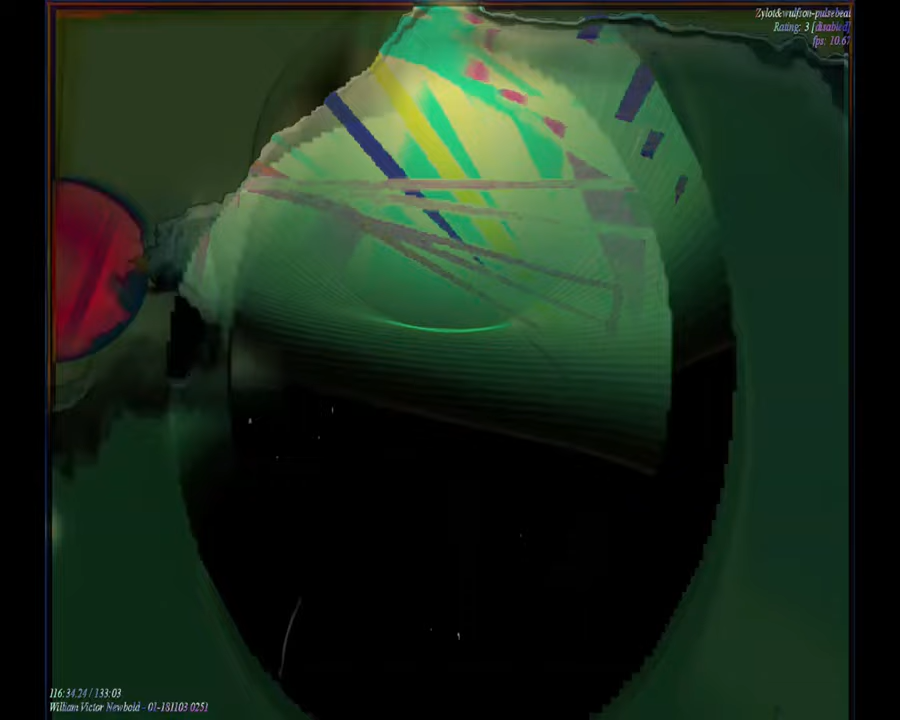 Zylot&wulfson-pulsebeat
Rating: 3 [disabled]
fps: 10.67
116:34.24 / 133:03
William Victor Newbold - 01-181103 0251